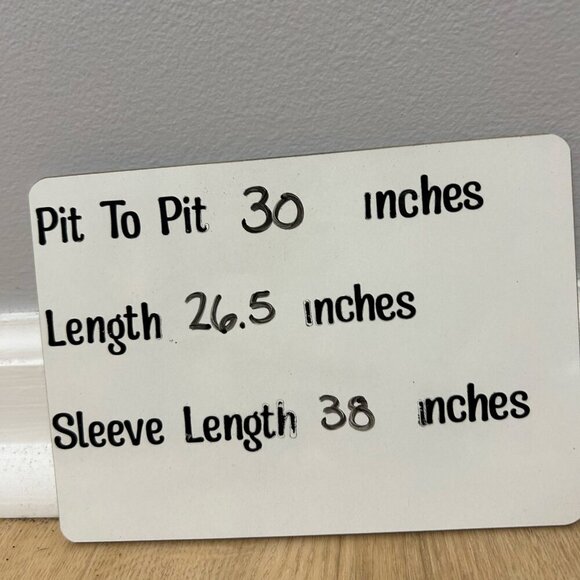 Pit To Pit 30 inches
Length 26.5 inches
Sleeve Length 38 inches